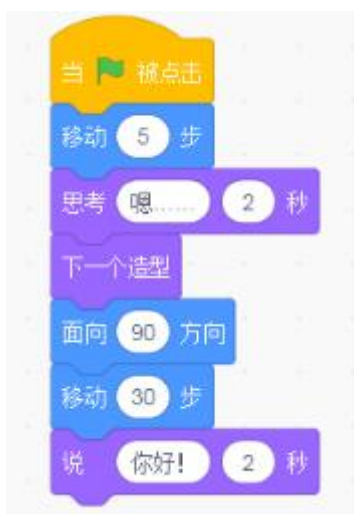 当 被点击
移动 5 步
思考 嗯...... 2 秒
下一个造型
面向 90 方向
移动 30 步
说 你好！ 2 秒